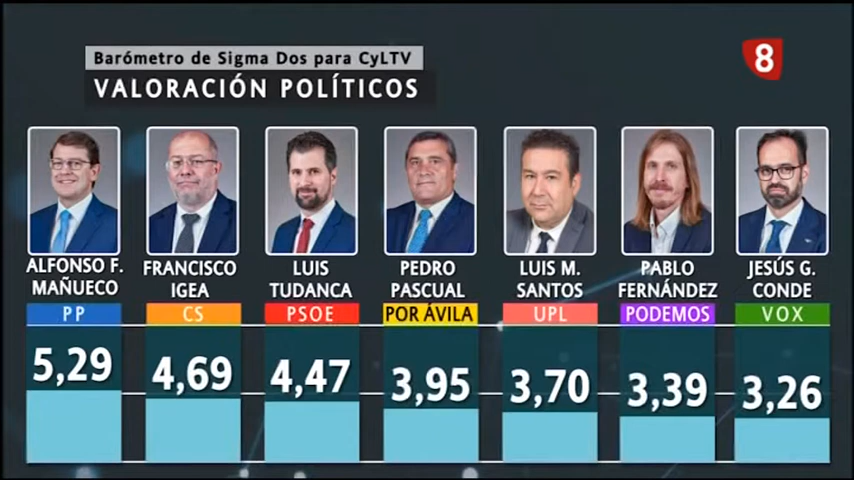 Barómetro de Sigma Dos para CyLTV
8
VALORACIÓN POLÍTICOS
ALFONSO F.
MAÑUECO
PP
5,29
FRANCISCO
IGEA
CS
4,69
LUIS
TUDANCA
PSOE
4,47
PEDRO
PASCUAL
POR ÁVILA
3,95
LUIS M.
SANTOS
UPL
3,70
PABLO
FERNÁNDEZ
PODEMOS
3,39
JESÚS G.
CONDE
VOX
3,26